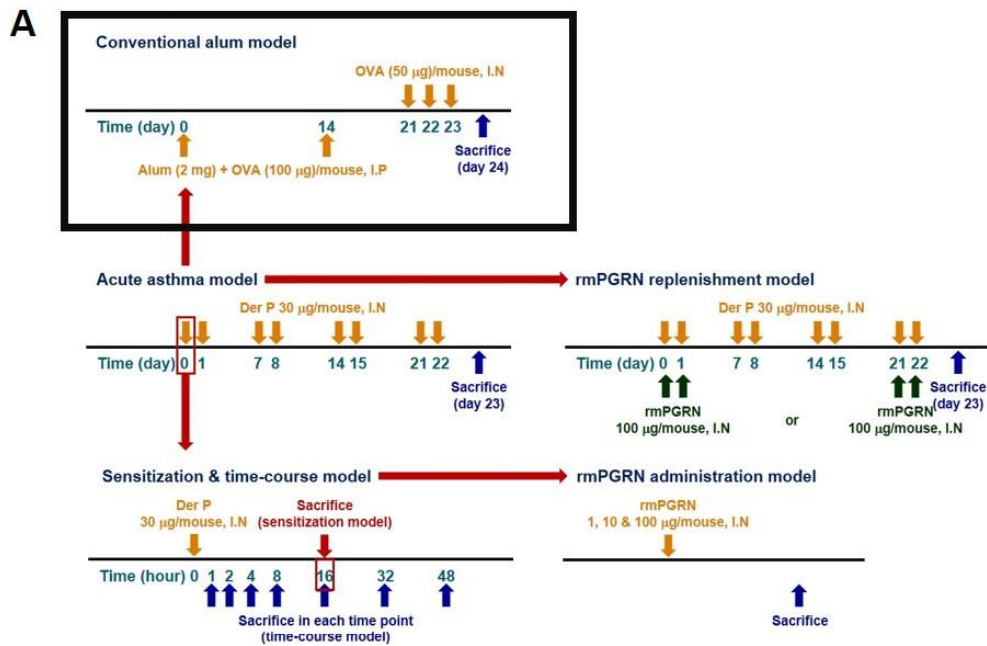 A
Conventional alum model
OVA (50 μg)/mouse, I.N
Time (day) 0 14 21 22 23
Sacrifice
(day 24)
Alum (2 mg) + OVA (100 μg)/mouse, I.P
Acute asthma model
Der P 30 μg/mouse, I.N
Time (day) 0 1 7 8 14 15 21 22
Sacrifice
(day 23)
rmPGRN replenishment model
Der P 30 μg/mouse, I.N
0 1 7 8 14 15 21 22
Sacrifice
(day 23)
rmPGRN
100 μg/mouse, I.N
or
rmPGRN
100 μg/mouse, I.N
Sensitization & time-course model
Der P
30 μg/mouse, I.N
Sacrifice
(sensitization model)
Time (hour) 0 1 2 4 8 16 32 48
Sacrifice in each time point
(time-course model)
rmPGRN administration model
rmPGRN
1, 10 & 100 μg/mouse, I.N
Sacrifice